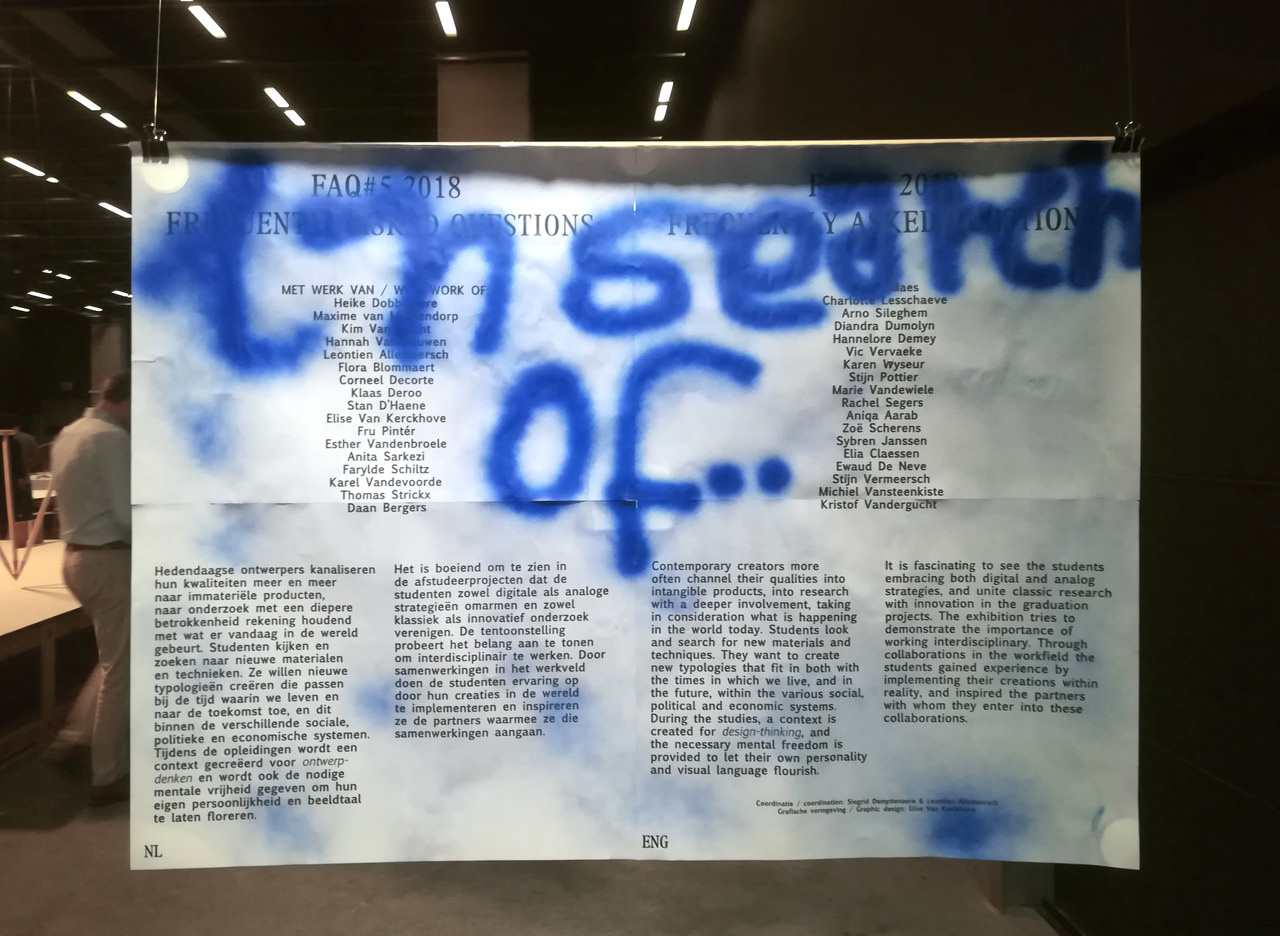 In search
of...
FAQ#5 2018
FREQUENTLY ASKED QUESTIONS
MET WERK VAN / WITH WORK OF:
Heike
Maxime van
Kim
Hannah
Leontien Allemeersch
Flora Blommaert
Corneel Decorte
Klaas Deroo
Stan D'Haene
Elise Van Kerckhove
Fru Pintér
Esther Vandenbroele
Anita Sarkezi
Farylde Schiltz
Karel Vandevoorde
Thomas Strickx
Daan Bergers
2018
FREQUENTLY ASKED
Charlotte Lesschaeve
Arno Sileghem
Diandra Dumolyn
Hannelore Demey
Vic Vervaeke
Karen Wyseur
Stijn Pottier
Marie Vandewiele
Rachel Segers
Aniqa Aarab
Zoë Scherens
Sybren Janssen
Elia Claessen
Ewaud De Neve
Stijn Vermeersch
Michiel Vansteenkiste
Kristof Vandergucht
Hedendaagse ontwerpers kanaliseren
hun kwaliteiten meer en meer
naar immateriële producten,
naar onderzoek met een diepere
betrokkenheid rekening houdend
met wat er vandaag in de wereld
gebeurt. Studenten kijken en
zoeken naar nieuwe materialen
en technieken. Ze willen nieuwe
typologieën creëren die passen
bij de tijd waarin we leven en
naar de toekomst toe, en dit
binnen de verschillende sociale,
politieke en economische systemen.
Tijdens de opleidingen wordt een
context gecreëerd voor ontwerp-
denken en wordt ook de nodige
mentale vrijheid gegeven om hun
eigen persoonlijkheid en beeldtaal
te laten floreren.
Het is boeiend om te zien in
de afstudeerprojecten dat de
studenten zowel digitale als analoge
strategieën omarmen en zowel
klassiek als innovatief onderzoek
verenigen. De tentoonstelling
probeert het belang aan te tonen
om interdisciplinair te werken. Door
samenwerkingen in het werkveld
doen de studenten ervaring op
door hun creaties in de wereld
te implementeren en inspireren
ze de partners waarmee ze die
samenwerkingen aangaan.
NL
Contemporary creators more
often channel their qualities into
intangible products, into research
with a deeper involvement, taking
in consideration what is happening
in the world today. Students look
and search for new materials and
techniques. They want to create
new typologies that fit in both with
the times in which we live, and in
the future, within the various social,
political and economic systems.
During the studies, a context is
created for design-thinking, and
the necessary mental freedom is
provided to let their own personality
and visual language flourish.
It is fascinating to see the students
embracing both digital and analog
strategies, and unite classic research
with innovation in the graduation
projects. The exhibition tries to
demonstrate the importance of
working interdisciplinary. Through
collaborations in the workfield the
students gained experience by
implementing their creations within
reality, and inspired the partners
with whom they enter into these
collaborations.
Coordinatie / coordination: Siegrid Demyttenaere & Leontien Allemeersch
Grafische vormgeving / Graphic design: Elise Van Kerckhove
ENG